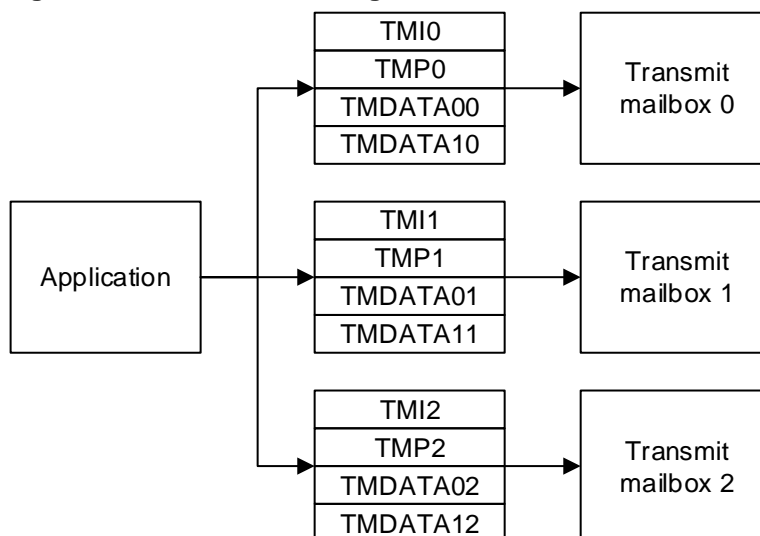 TMI0
TMP0
TMDATA00
TMDATA10
Transmit
mailbox 0
Application
TMI1
TMP1
TMDATA01
TMDATA11
Transmit
mailbox 1
TMI2
TMP2
TMDATA02
TMDATA12
Transmit
mailbox 2